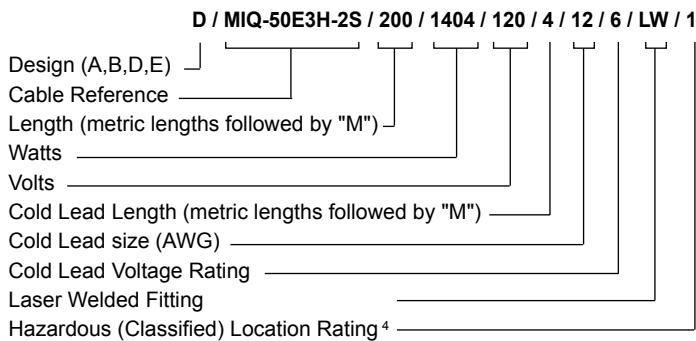 D / MIQ-50E3H-2S / 200 / 1404 / 120 / 4 / 12 / 6 / LW / 1
Design (A,B,D,E)
Cable Reference
Length (metric lengths followed by "M")
Watts
Volts
Cold Lead Length (metric lengths followed by "M")
Cold Lead size (AWG)
Cold Lead Voltage Rating
Laser Welded Fitting
Hazardous (Classified) Location Rating 4